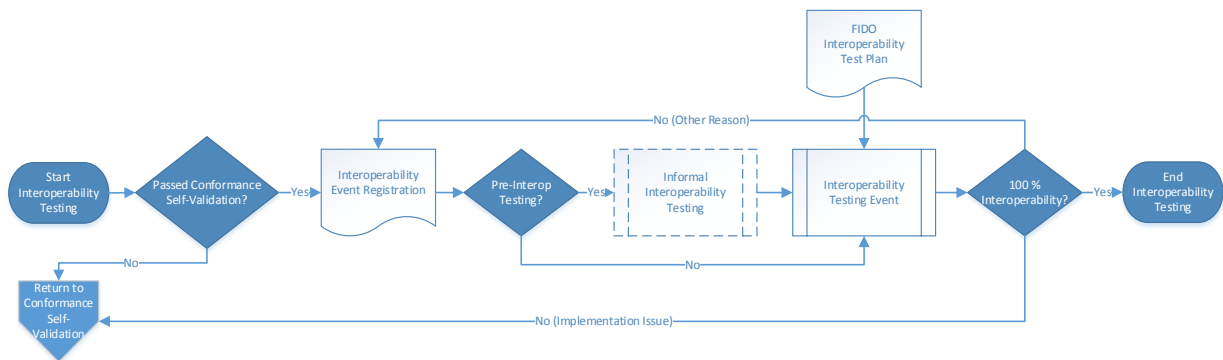 FIDO
Interoperability
Test Plan
No (Other Reason)
Start
Interoperability
Testing
Passed Conformance
Self-Validation?
Yes
Interoperability
Event Registration
Pre-Interop
Testing?
Yes
Informal
Interoperability
Testing
Interoperability
Testing Event
100 %
Interoperability?
Yes
End
Interoperability
Testing
No
No
Return to
Conformance
Self-
Validation
No (Implementation Issue)